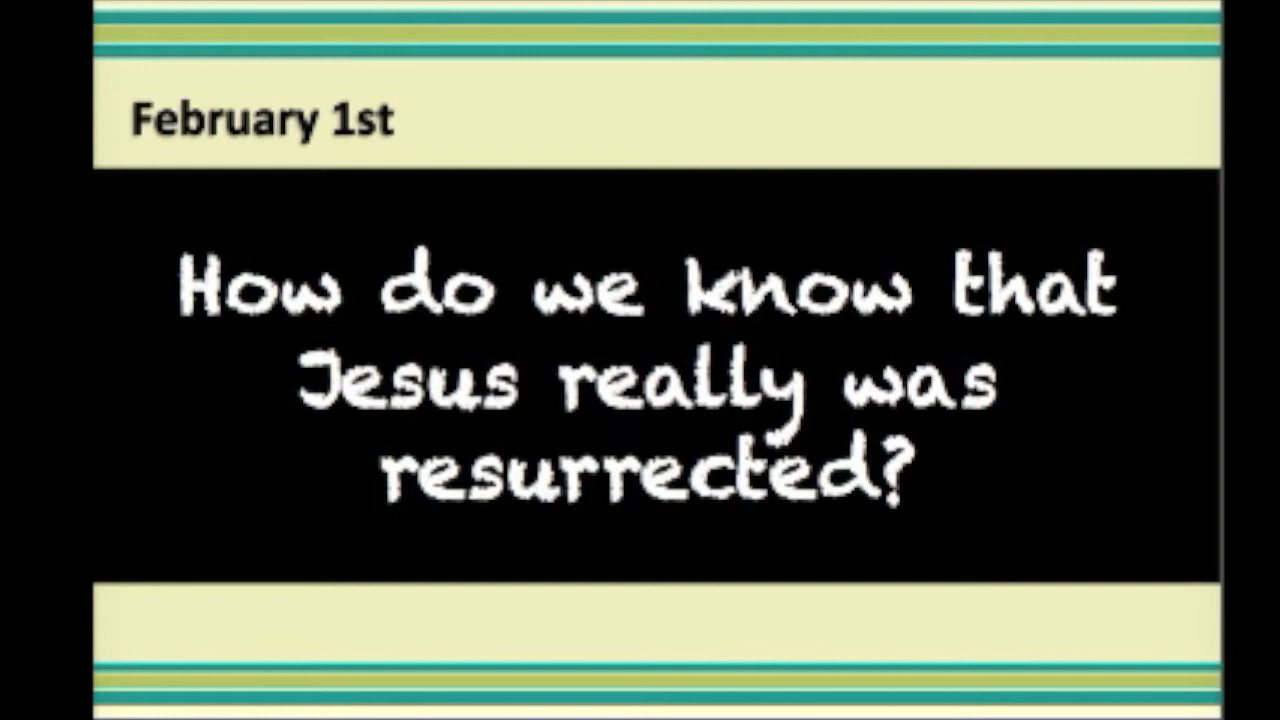 February 1st
How do we know that
Jesus really was
resurrected?